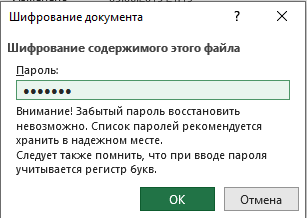 Шифрование документа ? ×
Шифрование содержимого этого файла
Пароль:
●●●●●●●
Внимание! Забытый пароль восстановить
невозможно. Список паролей рекомендуется
хранить в надежном месте.
Следует также помнить, что при вводе пароля
учитывается регистр букв.
ОК Отмена